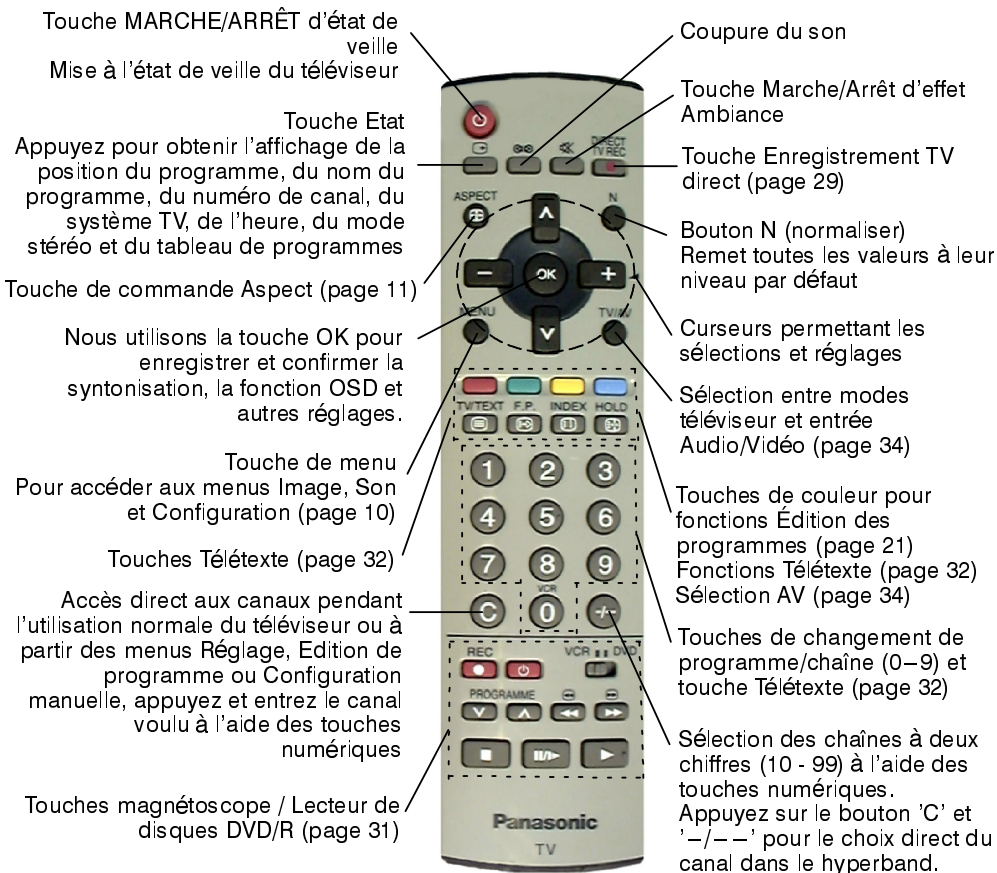 Touche MARCHE/ARRÊT d'état de
veille
Mise à l'état de veille du téléviseur
Touche Etat
Appuyez pour obtenir l'affichage de la
position du programme, du nom du
programme, du numéro de canal, du
système TV, de l'heure, du mode
stéréo et du tableau de programmes
Touche de commande Aspect (page 11)
Nous utilisons la touche OK pour
enregistrer et confirmer la
syntonisation, la fonction OSD et
autres réglages.
Touche de menu
Pour accéder aux menus Image, Son
et Configuration (page 10)
Touches Télétexte (page 32)
Accès direct aux canaux pendant
l'utilisation normale du téléviseur ou à
partir des menus Réglage, Edition de
programme ou Configuration
manuelle, appuyez et entrez le canal
voulu à l'aide des touches
numériques
Touches magnétoscope / Lecteur de
disques DVD/R (page 31)
DIRECT
TV REC
ASPECT
N
OK
MENU
TV/AV
TV/TEXT F.P. INDEX HOLD
1 2 3
4 5 6
7 8 9
VCR
C 0 -/--
REC
VCR DVD
PROGRAMME
Panasonic
TV
Coupure du son
Touche Marche/Arrêt d'effet
Ambiance
Touche Enregistrement TV
direct (page 29)
Bouton N (normaliser)
Remet toutes les valeurs à leur
niveau par défaut
Curseurs permettant les
sélections et réglages
Sélection entre modes
téléviseur et entrée
Audio/Vidéo (page 34)
Touches de couleur pour
fonctions Édition des
programmes (page 21)
Fonctions Télétexte (page 32)
Sélection AV (page 34)
Touches de changement de
programme/chaîne (0–9) et
touche Télétexte (page 32)
Sélection des chaînes à deux
chiffres (10 - 99) à l'aide des
touches numériques.
Appuyez sur le bouton 'C' et
'–/––' pour le choix direct du
canal dans le hyperband.